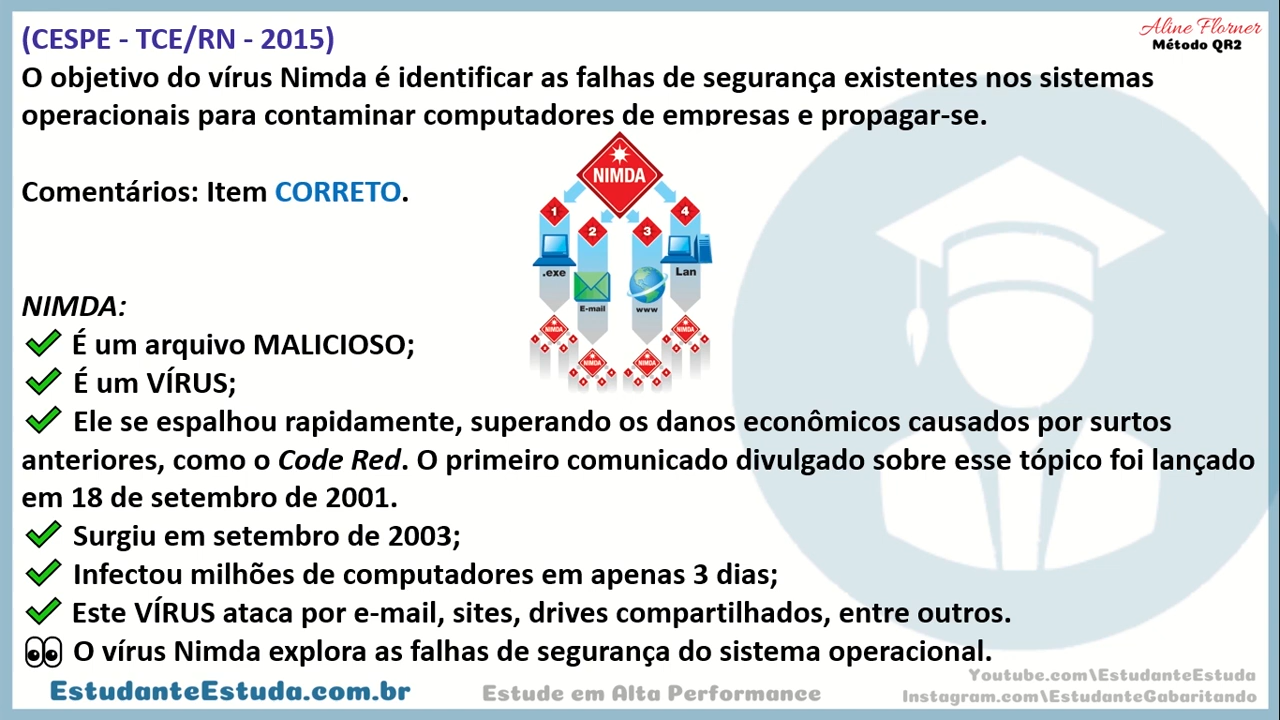 (CESPE - TCE/RN - 2015)
Aline Florner
Método QR2
O objetivo do vírus Nimda é identificar as falhas de segurança existentes nos sistemas
operacionais para contaminar computadores de empresas e propagar-se.
Comentários: Item CORRETO.
NIMDA
1
2
3
4
.exe
E-mail
www
Lan
NIMDA
NIMDA
NIMDA
NIMDA
NIMDA:
É um arquivo MALICIOSO;
É um VÍRUS;
Ele se espalhou rapidamente, superando os danos econômicos causados por surtos
anteriores, como o Code Red. O primeiro comunicado divulgado sobre esse tópico foi lançado
em 18 de setembro de 2001.
Surgiu em setembro de 2003;
Infectou milhões de computadores em apenas 3 dias;
Este VÍRUS ataca por e-mail, sites, drives compartilhados, entre outros.
O vírus Nimda explora as falhas de segurança do sistema operacional.
EstudanteEstuda.com.br
Estude em Alta Performance
Youtube.com\EstudanteEstuda
Instagram.com\EstudanteGabaritando